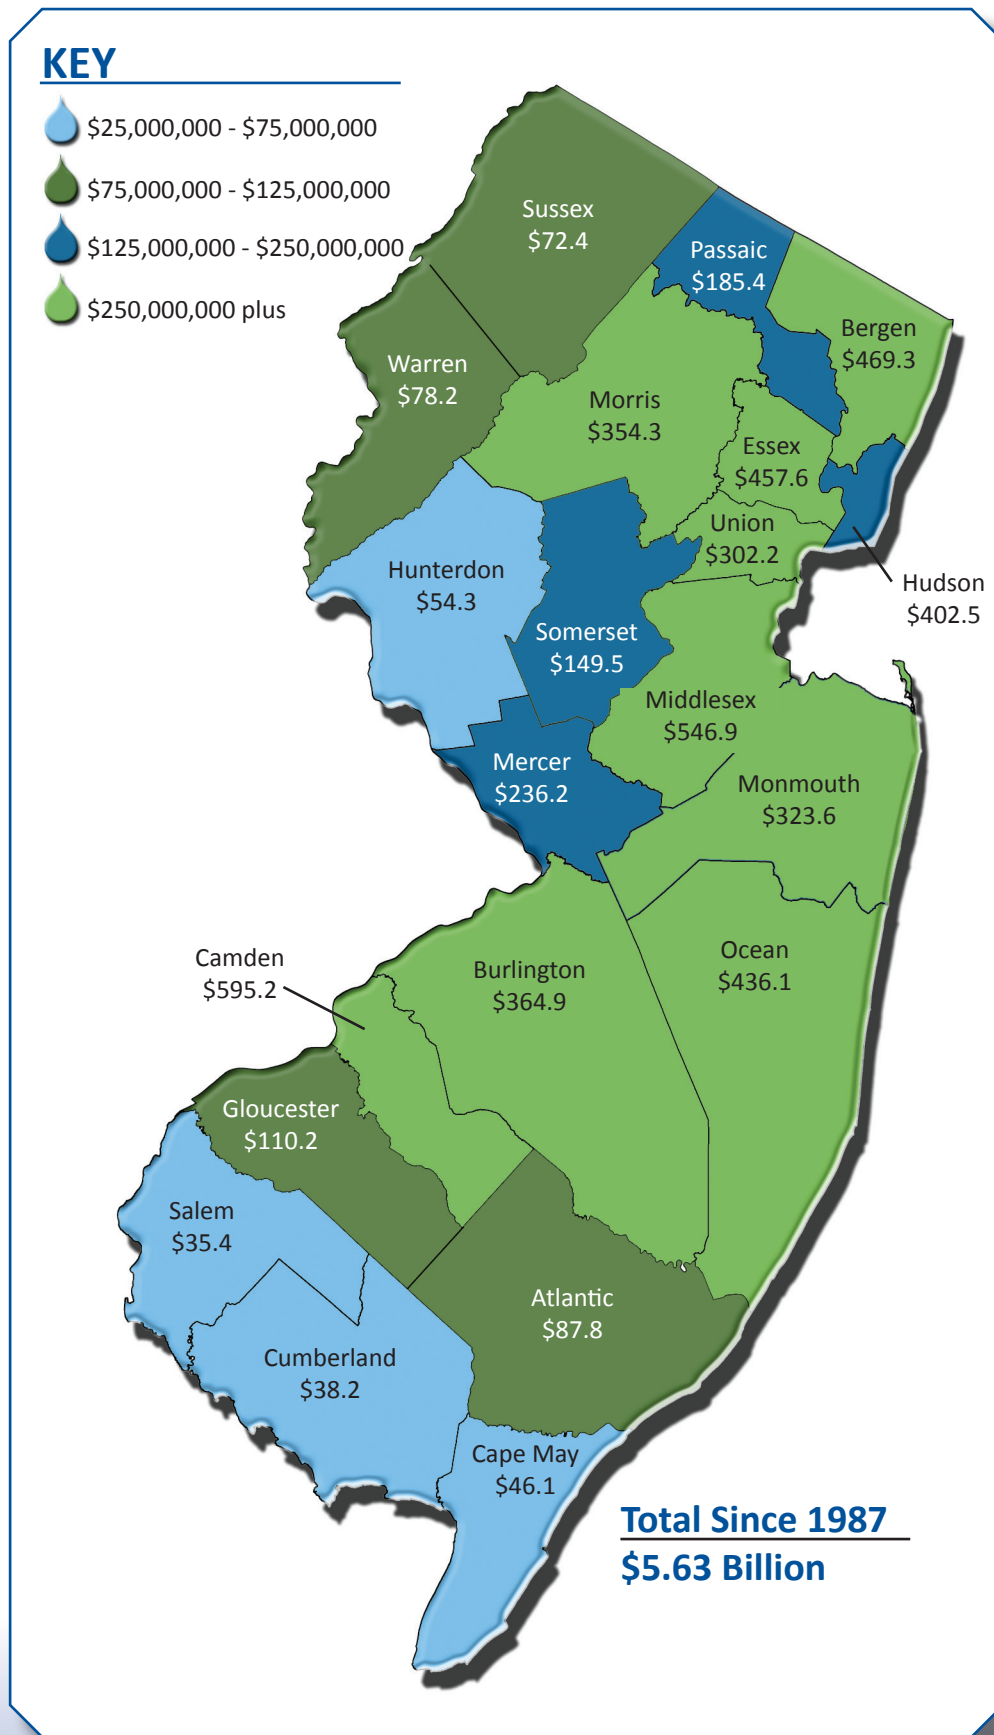 KEY
$25,000,000 - $75,000,000
$75,000,000 - $125,000,000
$125,000,000 - $250,000,000
$250,000,000 plus
Sussex
$72.4
Passaic
$185.4
Bergen
$469.3
Warren
$78.2
Morris
$354.3
Essex
$457.6
Union
$302.2
Hudson
$402.5
Hunterdon
$54.3
Somerset
$149.5
Middlesex
$546.9
Mercer
$236.2
Monmouth
$323.6
Camden
$595.2
Burlington
$364.9
Ocean
$436.1
Gloucester
$110.2
Salem
$35.4
Atlantic
$87.8
Cumberland
$38.2
Cape May
$46.1
Total Since 1987
$5.63 Billion